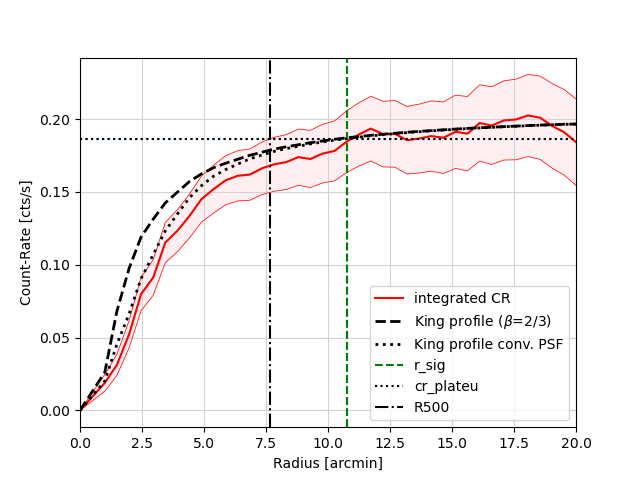 0.20
0.15
0.10
0.05
0.00
Count-Rate [cts/s]
integrated CR
King profile (β=2/3)
King profile conv. PSF
r_sig
cr_plateu
R500
0.0 2.5 5.0 7.5 10.0 12.5 15.0 17.5 20.0
Radius [arcmin]